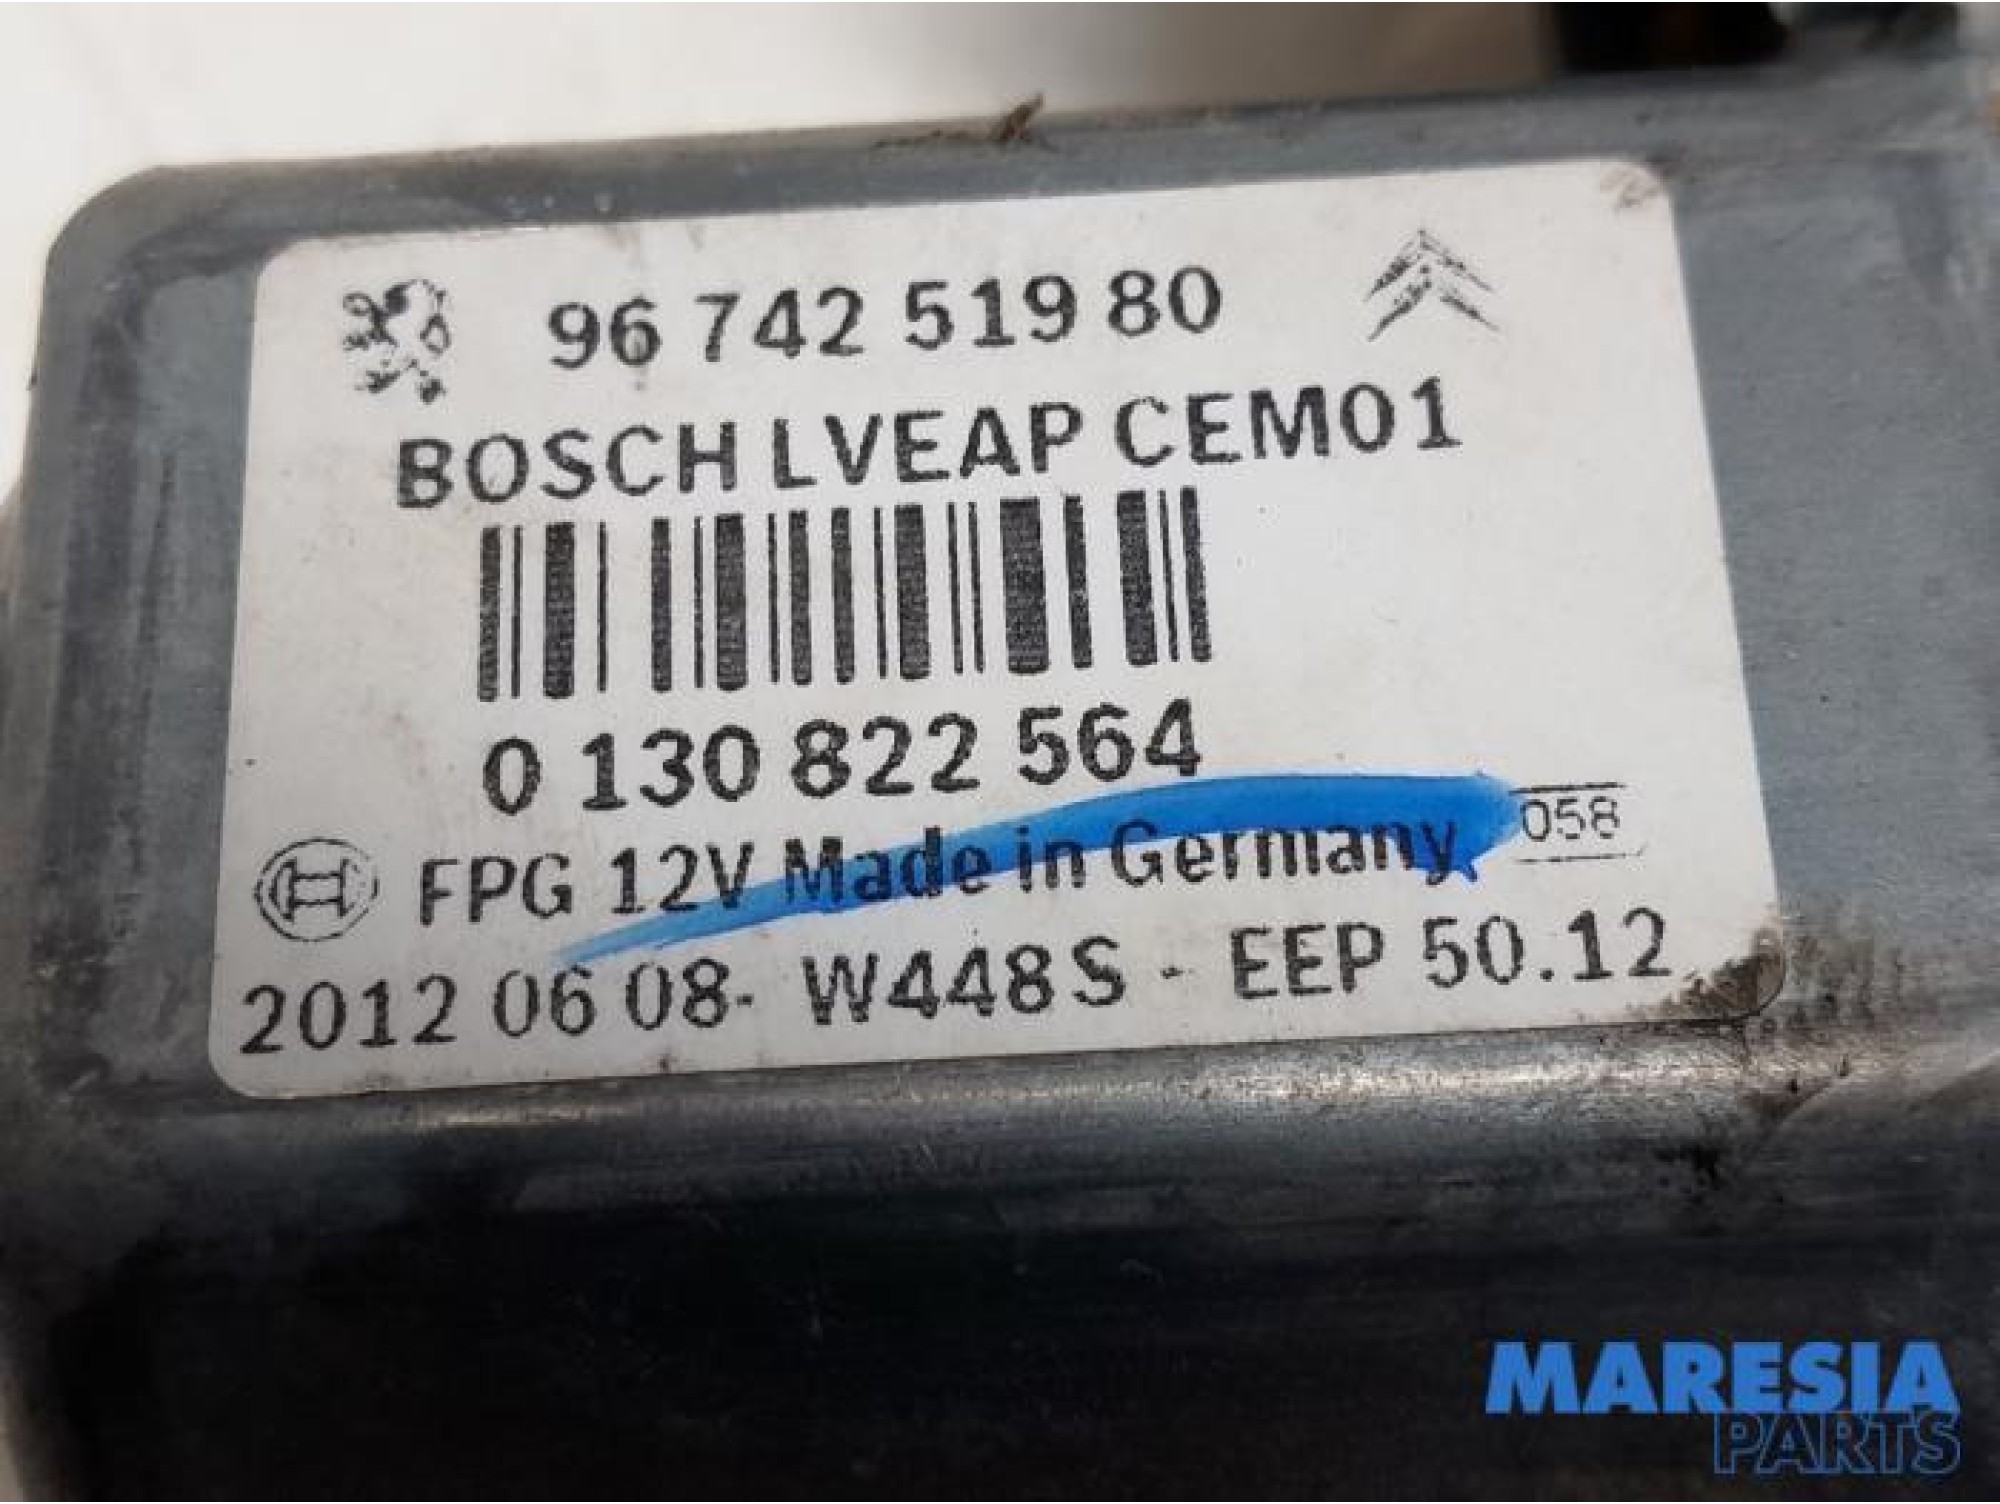 96 742 519 80
BOSCH LVEAP CEM01
0 130 822 564
FPG 12V Made in Germany 058
2012 06 08- W448S - EEP 50.12
MARESIA
PARTS